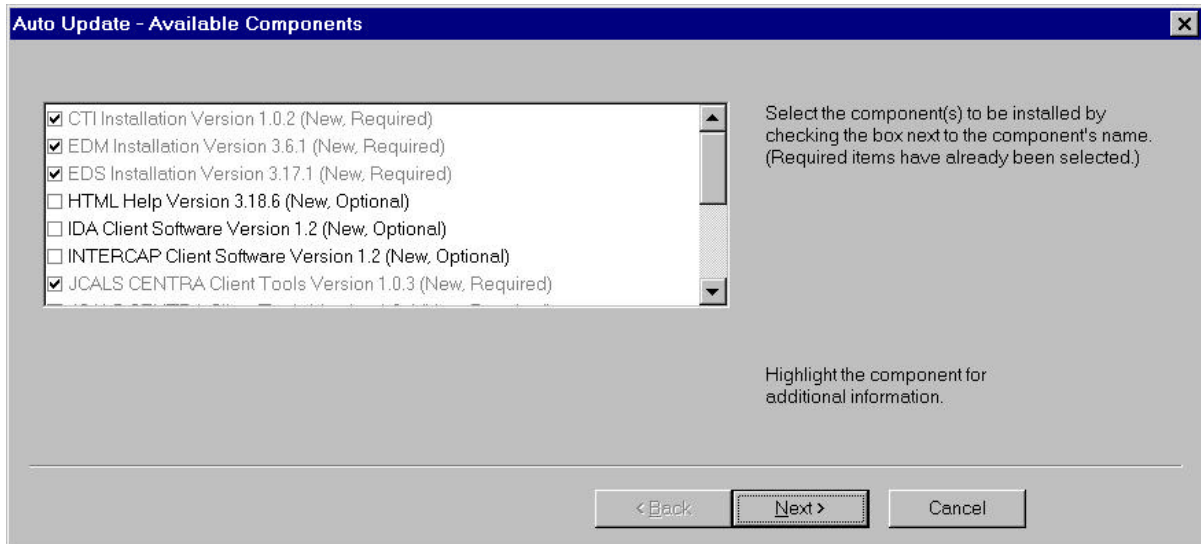 Auto Update - Available Components
CTI Installation Version 1.0.2 (New, Required)
EDM Installation Version 3.6.1 (New, Required)
EDS Installation Version 3.17.1 (New, Required)
HTML Help Version 3.18.6 (New, Optional)
IDA Client Software Version 1.2 (New, Optional)
INTERCAP Client Software Version 1.2 (New, Optional)
JCALS CENTRA Client Tools Version 1.0.3 (New, Required)
Select the component(s) to be installed by
checking the box next to the component's name.
(Required items have already been selected.)
Highlight the component for
additional information.
< Back
Next >
Cancel